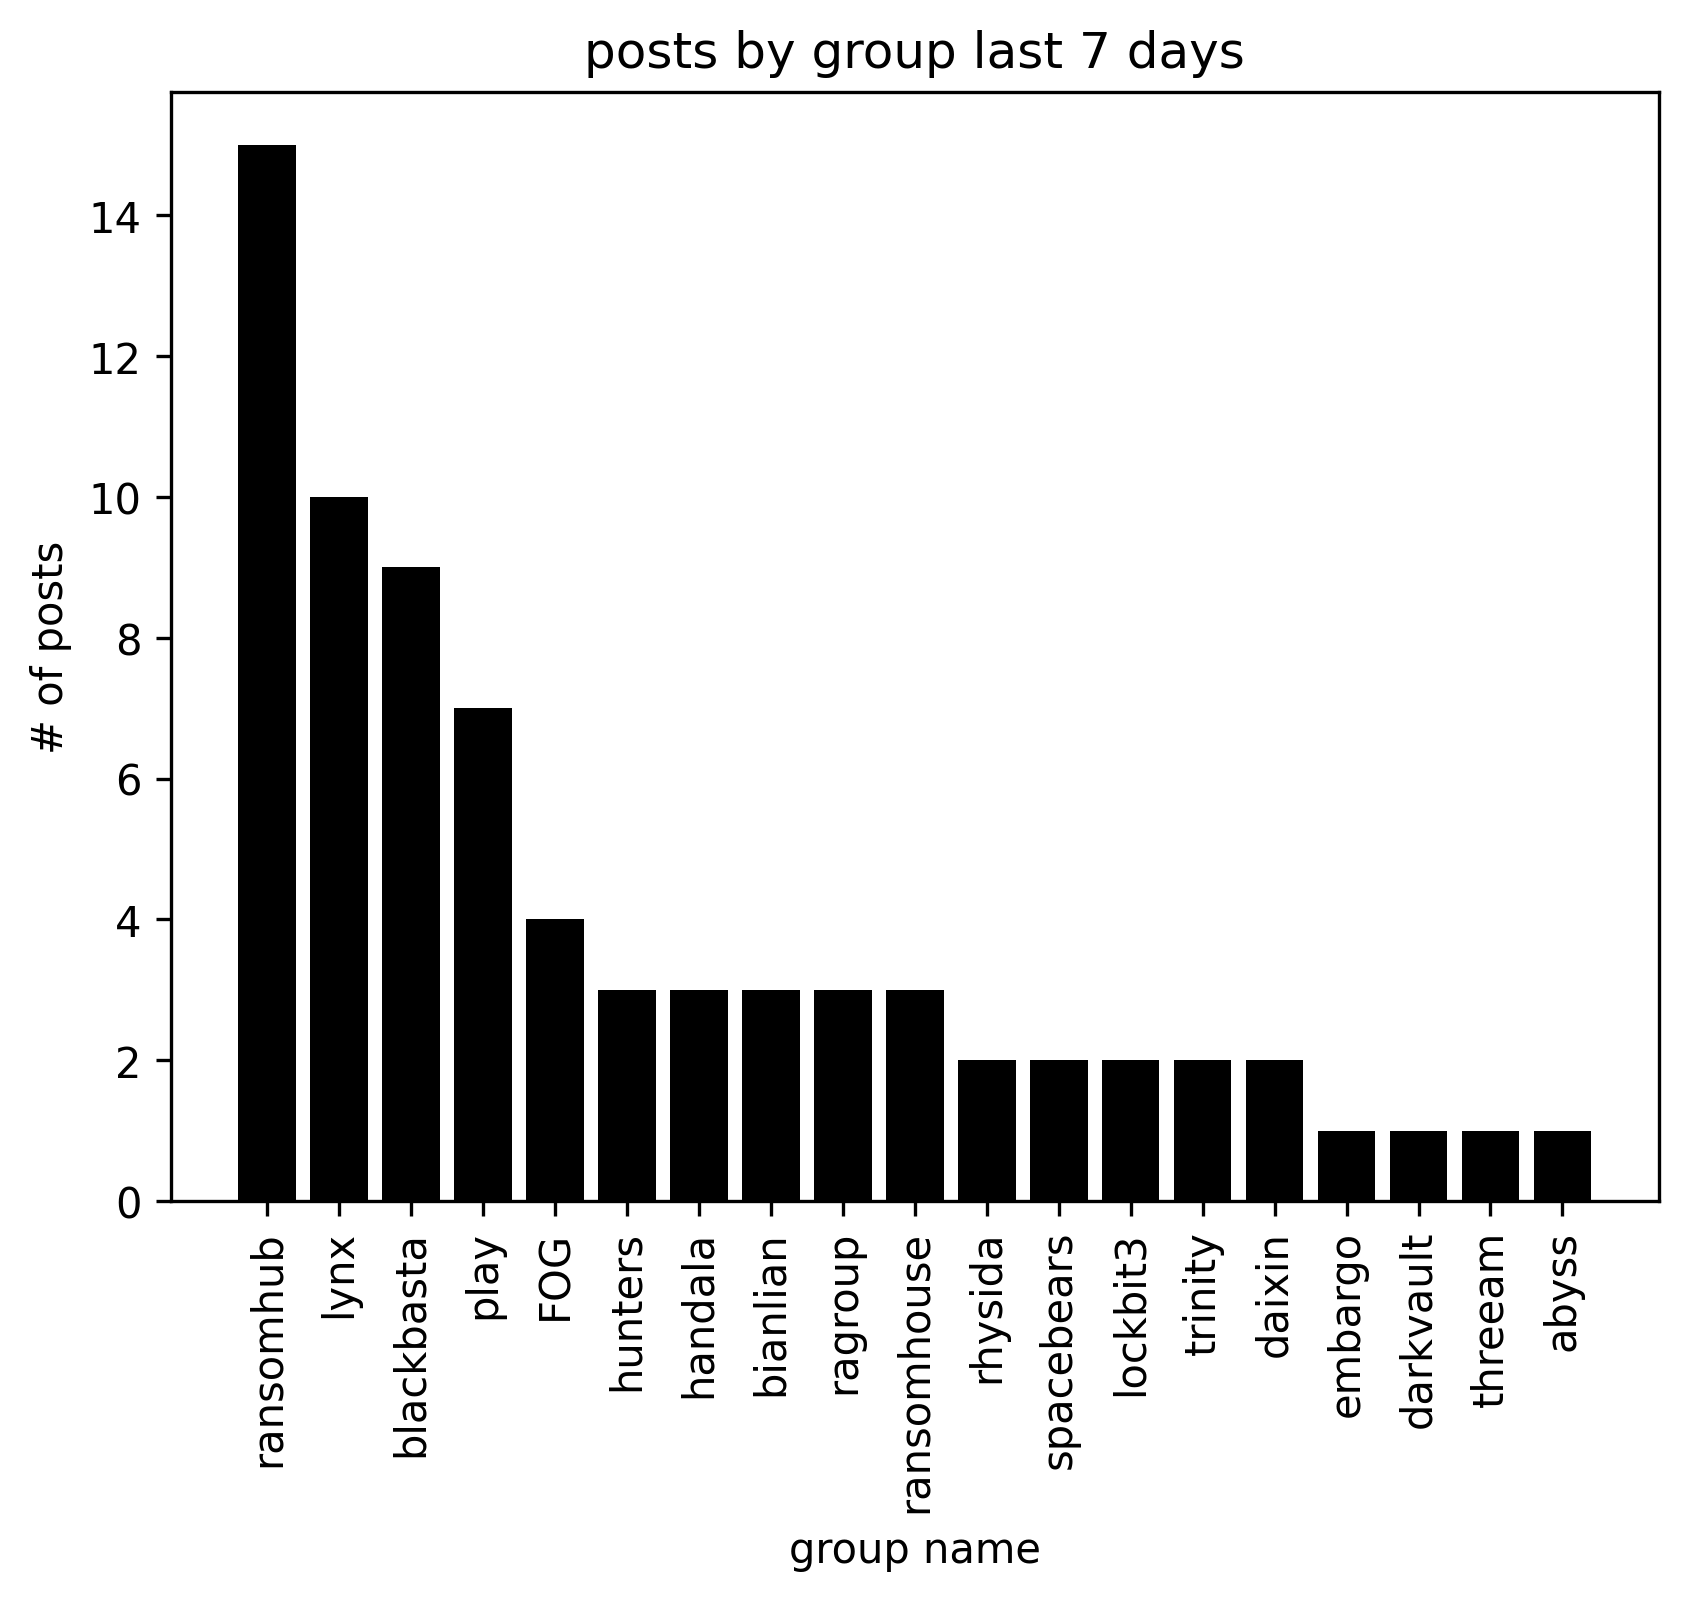 posts by group last 7 days
14
12
10
8
6
4
2
0
# of posts
ransomhub
lynx
blackbasta
play
FOG
hunters
handala
bianlian
ragroup
ransomhouse
rhysida
spacebears
lockbit3
trinity
daixin
embargo
darkvault
threeam
abyss
group name